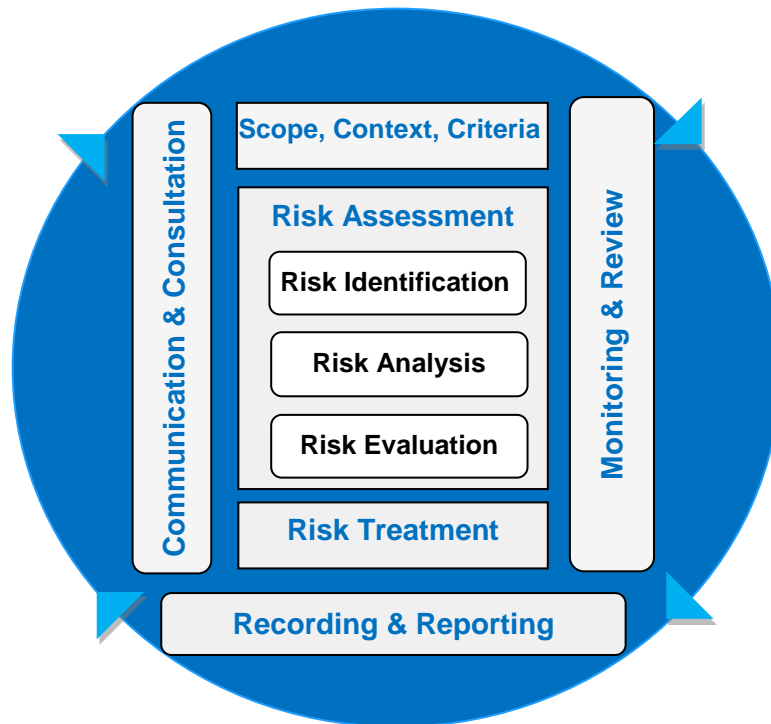 Scope, Context, Criteria
Communication & Consultation
Risk Assessment
Risk Identification
Risk Analysis
Risk Evaluation
Monitoring & Review
Risk Treatment
Recording & Reporting